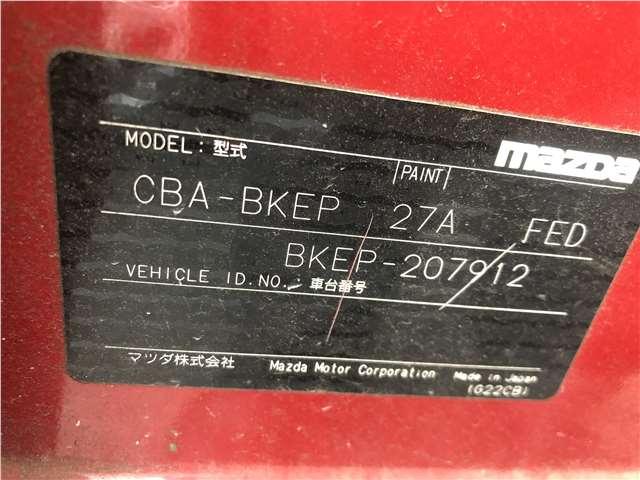 mazda
MODEL: 型式 PAINT
CBA-BKEP 27A FED
BKEP-207912
VEHICLE ID.NO.: 車台番号
マツダ株式会社 Mazda Motor Corporation Made in Japan
(G22CB)